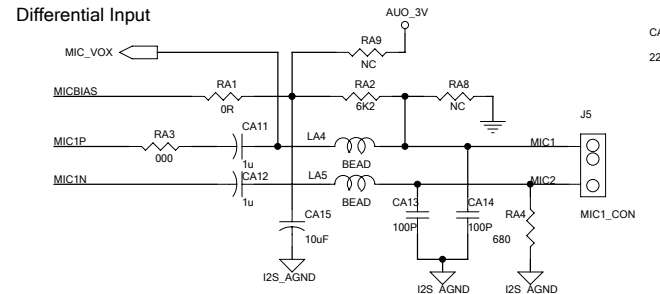 Differential Input
AUO_3V
CA
MIC_VOX
RA9
NC
22
MICBIAS
RA1
0R
RA2
6K2
RA8
NC
J5
MIC1P
RA3
000
CA11
1u
LA4
BEAD
MIC1
MIC1N
CA12
1u
LA5
BEAD
MIC2
CA15
10uF
CA13
100P
CA14
100P
RA4
680
MIC1_CON
I2S_AGND
I2S_AGND
I2S_AGND